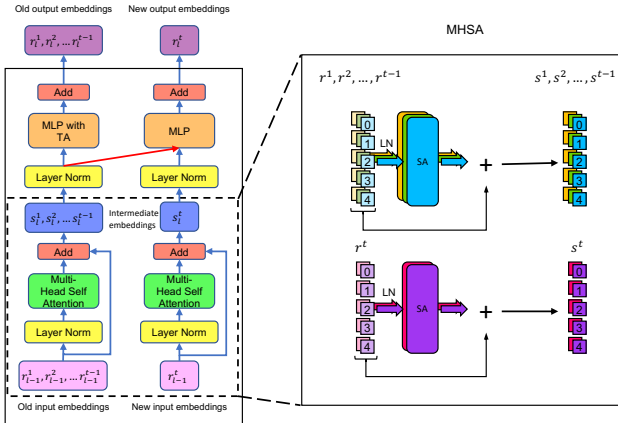 Old output embeddings
New output embeddings
r_l^1, r_l^2, ... r_l^{t-1}
r_l^t
Add
Add
MLP with
TA
MLP
Layer Norm
Layer Norm
s_l^1, s_l^2, ... s_l^{t-1}
Intermediate
embeddings
s_l^t
Add
Add
Multi-
Head Self
Attention
Multi-
Head Self
Attention
Layer Norm
Layer Norm
r_{l-1}^1, r_{l-1}^2, ... r_{l-1}^{t-1}
r_{l-1}^t
Old input embeddings
New input embeddings
MHSA
r^1, r^2, ..., r^{t-1}
s^1, s^2, ..., s^{t-1}
0
1
2
3
4
LN
SA
+
0
1
2
3
4
r^t
s^t
0
1
2
3
4
LN
SA
+
0
1
2
3
4